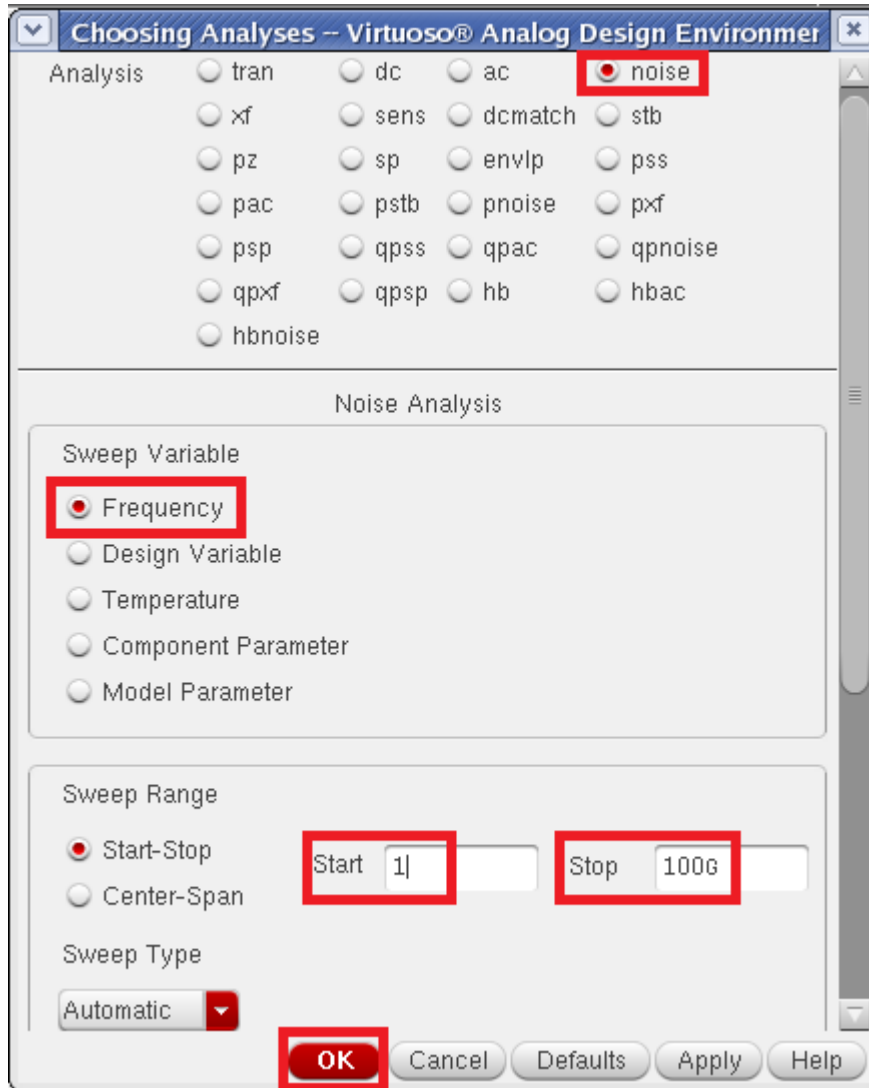 Choosing Analyses -- Virtuoso® Analog Design Environmer
Analysis tran dc ac noise
xf sens dcmatch stb
pz sp envlp pss
pac pstb pnoise pxf
psp qpss qpac qpnoise
qpxf qpsp hb hbac
hbnoise
Noise Analysis
Sweep Variable
Frequency
Design Variable
Temperature
Component Parameter
Model Parameter
Sweep Range
Start-Stop Start 1 Stop 100G
Center-Span
Sweep Type
Automatic
OK Cancel Defaults Apply Help